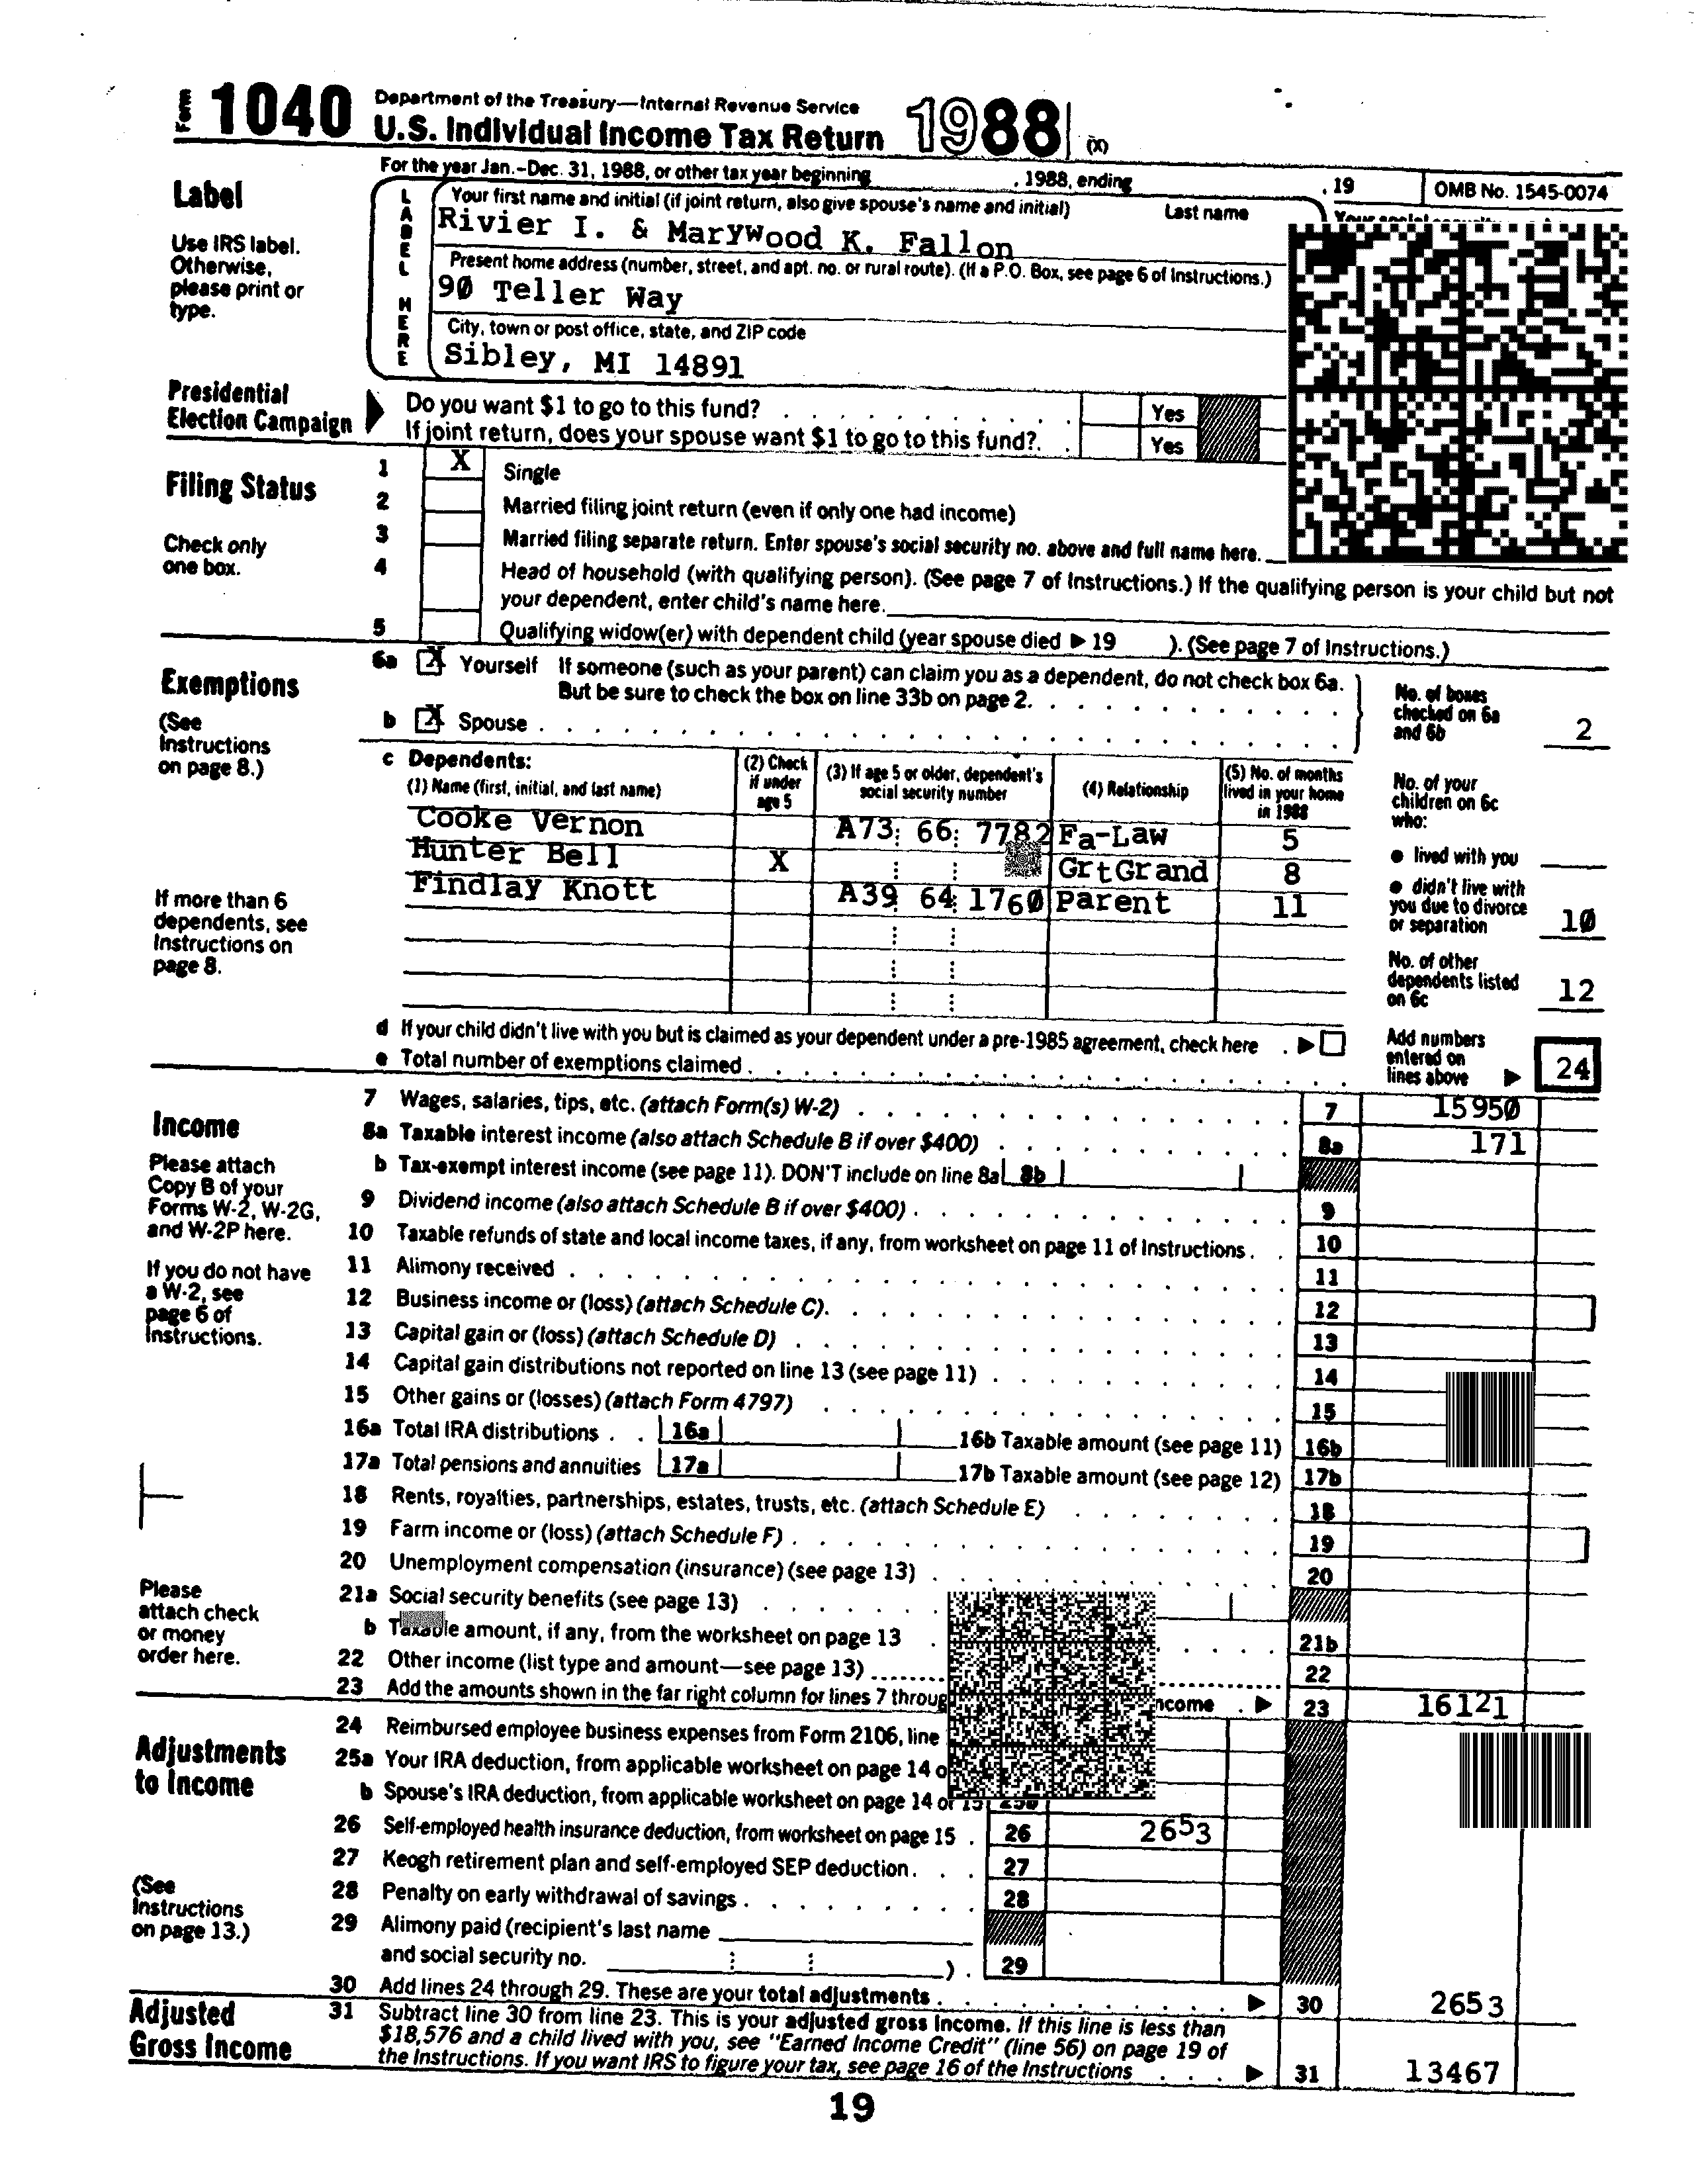 Form 1040 Department of the Treasury—Internal Revenue Service
U.S. Individual Income Tax Return 1988 (X)
For the year Jan.-Dec. 31, 1988, or other tax year beginning , 1988, ending , 19 OMB No. 1545-0074
Label
Use IRS label.
Otherwise,
please print or
type.
LABEL HERE
Your first name and initial (if joint return, also give spouse's name and initial) Last name
Rivier I. & Marywood K. Fallon
Present home address (number, street, and apt. no. or rural route). (If a P.O. Box, see page 6 of Instructions.)
90 Teller Way
City, town or post office, state, and ZIP code
Sibley, MI 14891
Presidential
Election Campaign
Do you want $1 to go to this fund? Yes
If joint return, does your spouse want $1 to go to this fund? Yes
Filing Status
Check only
one box.
1 X Single
2 Married filing joint return (even if only one had income)
3 Married filing separate return. Enter spouse's social security no. above and full name here.
4 Head of household (with qualifying person). (See page 7 of Instructions.) If the qualifying person is your child but not
your dependent, enter child's name here.
5 Qualifying widow(er) with dependent child (year spouse died ▶ 19 ). (See page 7 of Instructions.)
Exemptions
(See
Instructions
on page 8.)
If more than 6
dependents, see
Instructions on
page 8.
6a X Yourself If someone (such as your parent) can claim you as a dependent, do not check box 6a.
But be sure to check the box on line 33b on page 2.
b X Spouse
No. of boxes
checked on 6a
and 6b 2
c Dependents:
(1) Name (first, initial, and last name)
(2) Check
if under
age 5
(3) If age 5 or older, dependent's
social security number
(4) Relationship
(5) No. of months
lived in your home
in 1988
Cooke Vernon A73 66 7782 Fa-Law 5
Hunter Bell X GrtGrand 8
Findlay Knott A39 64 1760 Parent 11
No. of your
children on 6c
who:
● lived with you
● didn't live with
you due to divorce
or separation 10
No. of other
dependents listed
on 6c 12
d If your child didn't live with you but is claimed as your dependent under a pre-1985 agreement, check here ▶
e Total number of exemptions claimed
Add numbers
entered on
lines above ▶ 24
Income
Please attach
Copy B of your
Forms W-2, W-2G,
and W-2P here.
If you do not have
a W-2, see
page 6 of
Instructions.
Please
attach check
or money
order here.
7 Wages, salaries, tips, etc. (attach Form(s) W-2) 7 15950
8a Taxable interest income (also attach Schedule B if over $400) 8a 171
b Tax-exempt interest income (see page 11). DON'T include on line 8a 8b
9 Dividend income (also attach Schedule B if over $400) 9
10 Taxable refunds of state and local income taxes, if any, from worksheet on page 11 of Instructions 10
11 Alimony received 11
12 Business income or (loss) (attach Schedule C) 12
13 Capital gain or (loss) (attach Schedule D) 13
14 Capital gain distributions not reported on line 13 (see page 11) 14
15 Other gains or (losses) (attach Form 4797) 15
16a Total IRA distributions 16a 16b Taxable amount (see page 11) 16b
17a Total pensions and annuities 17a 17b Taxable amount (see page 12) 17b
18 Rents, royalties, partnerships, estates, trusts, etc. (attach Schedule E) 18
19 Farm income or (loss) (attach Schedule F) 19
20 Unemployment compensation (insurance) (see page 13) 20
21a Social security benefits (see page 13)
b Taxable amount, if any, from the worksheet on page 13 21b
22 Other income (list type and amount—see page 13) 22
23 Add the amounts shown in the far right column for lines 7 ▶ 23 16121
Adjustments
to Income
(See
Instructions
on page 13.)
24 Reimbursed employee business expenses from Form 2106, line
25a Your IRA deduction, from applicable worksheet on page 14
b Spouse's IRA deduction, from applicable worksheet on page 14 or 15
26 Self-employed health insurance deduction, from worksheet on page 15 26 2653
27 Keogh retirement plan and self-employed SEP deduction 27
28 Penalty on early withdrawal of savings 28
29 Alimony paid (recipient's last name
and social security no. ) 29
30 Add lines 24 through 29. These are your total adjustments ▶ 30 2653
Adjusted
Gross Income
31 Subtract line 30 from line 23. This is your adjusted gross income. If this line is less than
$18,576 and a child lived with you, see "Earned Income Credit" (line 56) on page 19 of
the Instructions. If you want IRS to figure your tax, see page 16 of the Instructions ▶ 31 13467
19